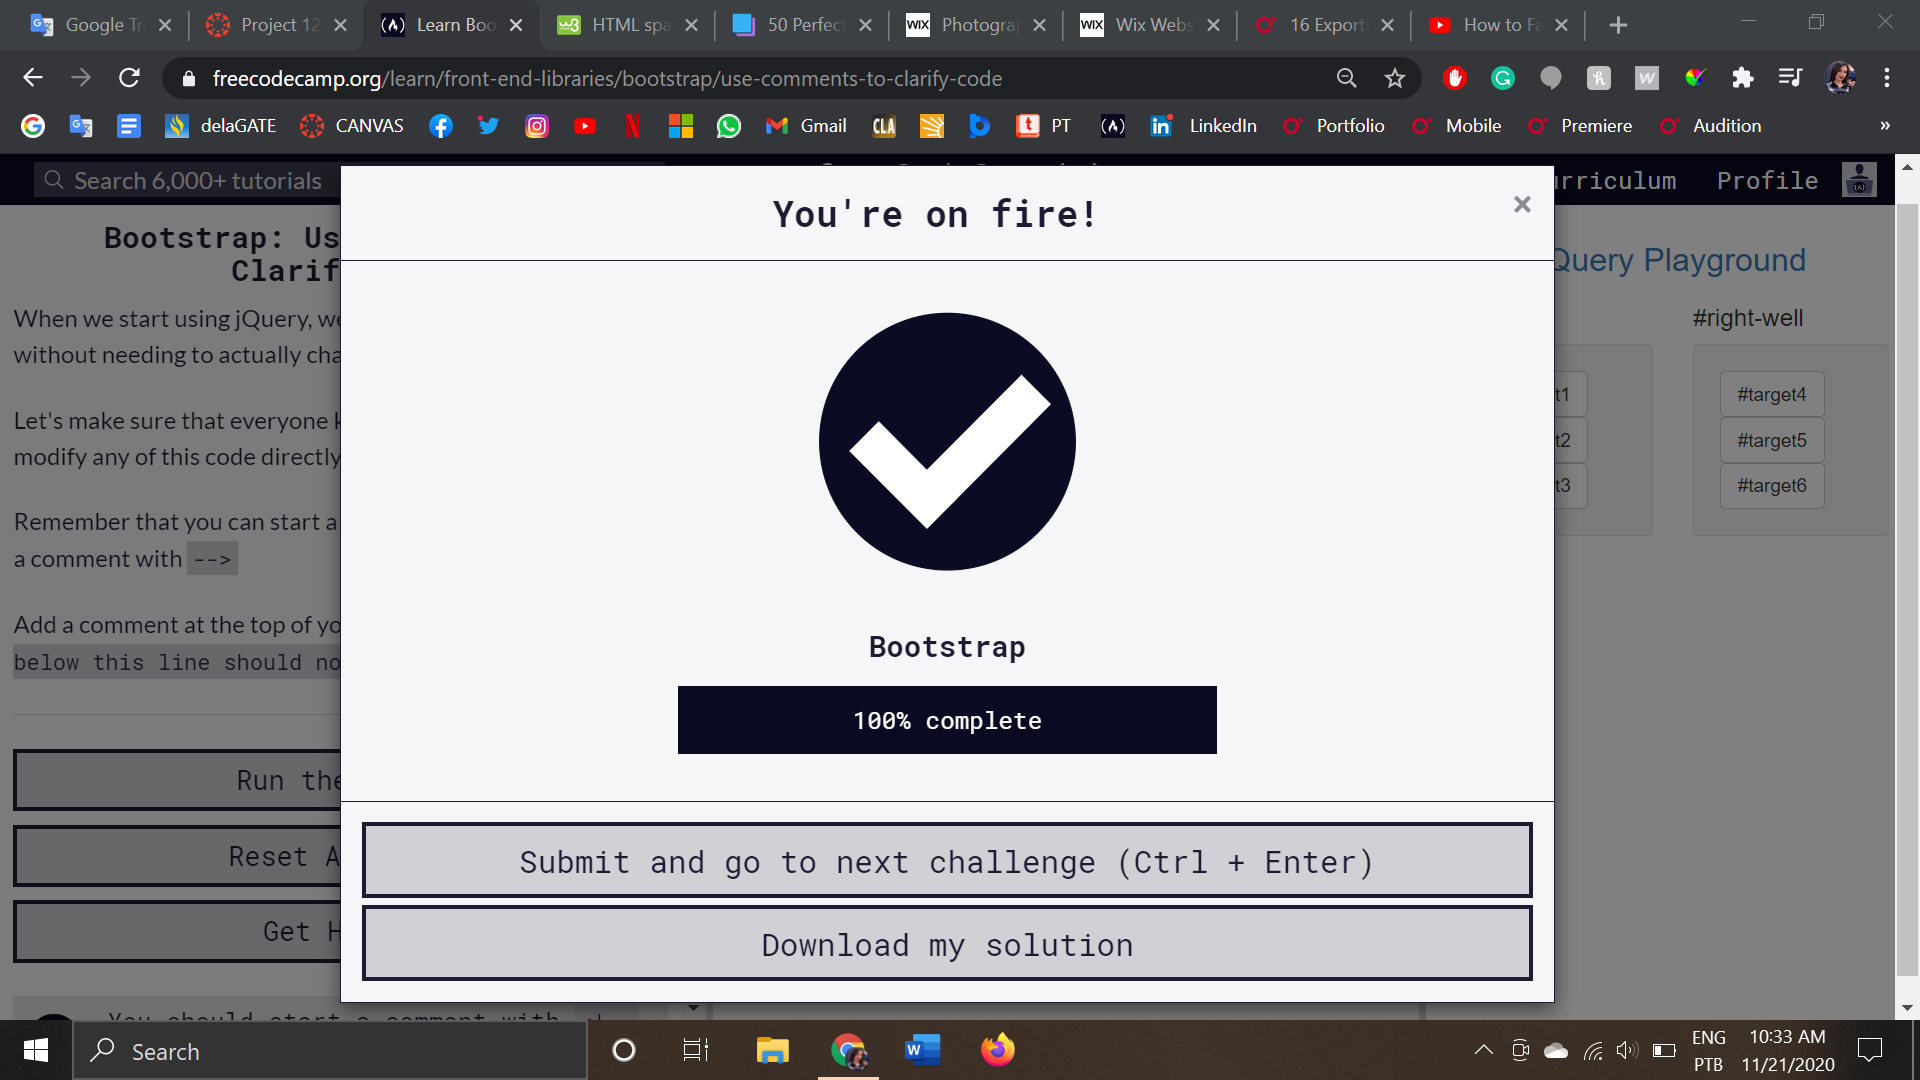 Google Tr
Project 12
Learn Boo
HTML spa
50 Perfect
WIX
Photogra
WIX
Wix Webs
16 Export
How to Fa
freecodecamp.org/learn/front-end-libraries/bootstrap/use-comments-to-clarify-code
delaGATE
CANVAS
Gmail
CLA
PT
LinkedIn
Portfolio
Mobile
Premiere
Audition
»
Search 6,000+ tutorials
urriculum
Profile
You're on fire!
×
Bootstrap: Us
Clarif
Query Playground
When we start using jQuery, we
without needing to actually cha
#right-well
t1
#target4
t2
#target5
t3
#target6
Let's make sure that everyone k
modify any of this code directly
Remember that you can start a
a comment with -->
Add a comment at the top of yo
below this line should no
Bootstrap
100% complete
Run the
Reset A
Get H
Submit and go to next challenge (Ctrl + Enter)
Download my solution
You should start a comment with
Search
ENG
PTB
10:33 AM
11/21/2020